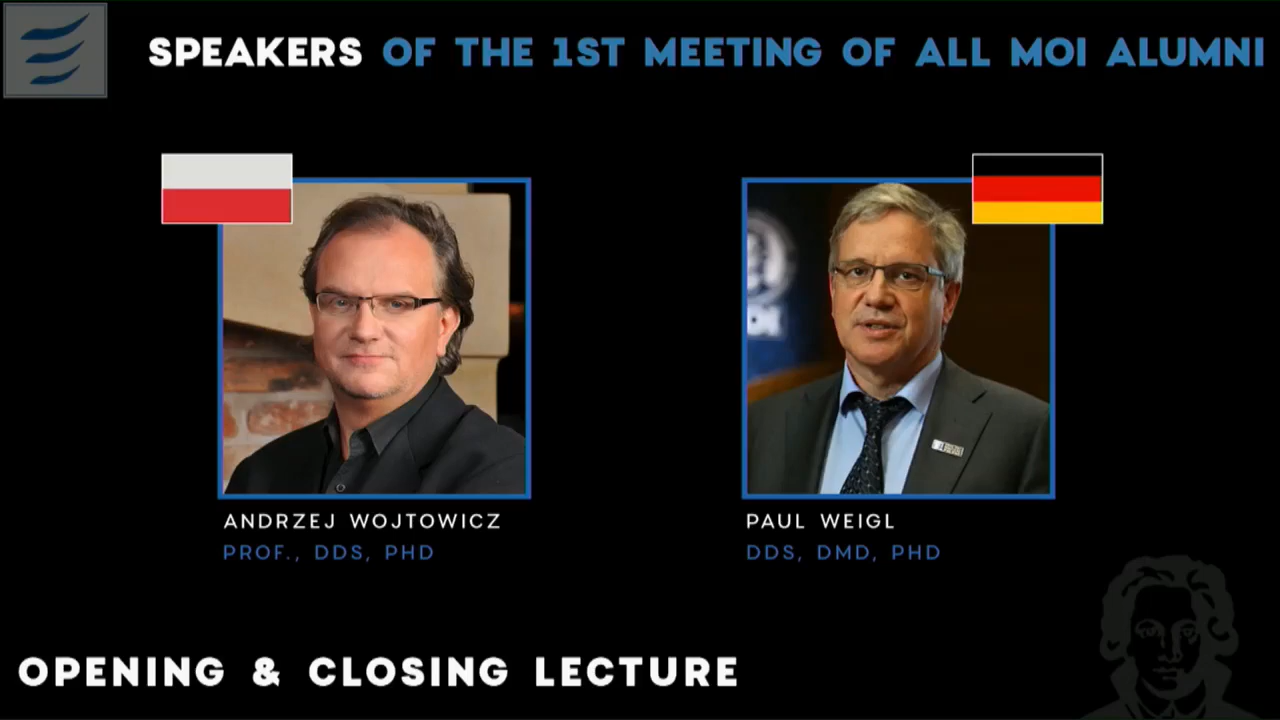 SPEAKERS OF THE 1ST MEETING OF ALL MOI ALUMNI
ANDRZEJ WOJTOWICZ
PROF., DDS, PHD
PAUL WEIGL
DDS, DMD, PHD
OPENING & CLOSING LECTURE